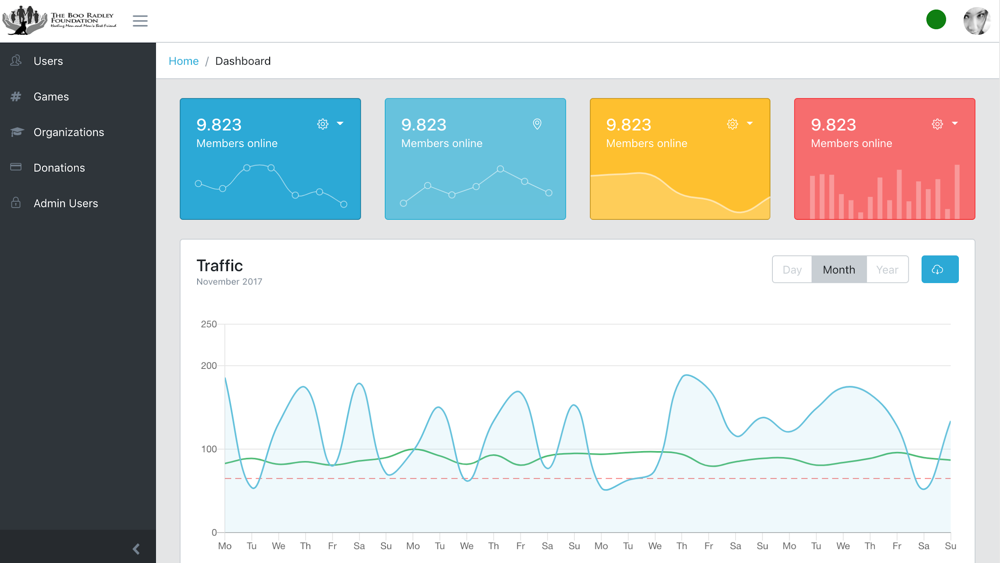 THE BOO RADLEY
FOUNDATION
Healing Man and Man's Best Friend
Users
Games
Organizations
Donations
Admin Users
Home / Dashboard
9.823
Members online
9.823
Members online
9.823
Members online
9.823
Members online
Traffic
November 2017
Day Month Year
250
200
100
0
Mo Tu We Th Fr Sa Su Mo Tu We Th Fr Sa Su Mo Tu We Th Fr Sa Su Mo Tu We Th Fr Sa Su